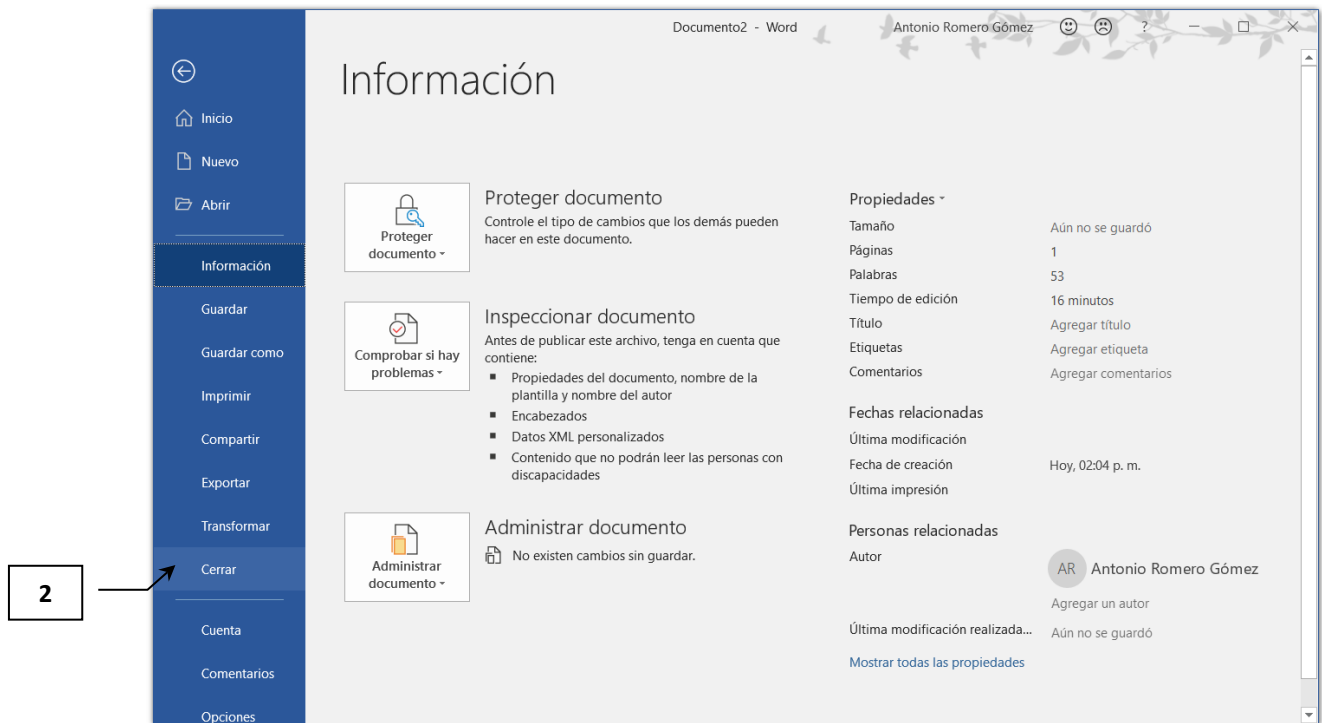 Documento2 - Word
Antonio Romero Gómez
?
Información
Inicio
Nuevo
Abrir
Información
Guardar
Guardar como
Imprimir
Compartir
Exportar
Transformar
Cerrar
Cuenta
Comentarios
Opciones
2
Proteger
documento
Proteger documento
Controle el tipo de cambios que los demás pueden
hacer en este documento.
Comprobar si hay
problemas
Inspeccionar documento
Antes de publicar este archivo, tenga en cuenta que
contiene:
Propiedades del documento, nombre de la
plantilla y nombre del autor
Encabezados
Datos XML personalizados
Contenido que no podrán leer las personas con
discapacidades
Administrar
documento
Administrar documento
No existen cambios sin guardar.
Propiedades
Tamaño Aún no se guardó
Páginas 1
Palabras 53
Tiempo de edición 16 minutos
Título Agregar título
Etiquetas Agregar etiqueta
Comentarios Agregar comentarios
Fechas relacionadas
Última modificación
Fecha de creación Hoy, 02:04 p. m.
Última impresión
Personas relacionadas
Autor
AR Antonio Romero Gómez
Agregar un autor
Última modificación realizada... Aún no se guardó
Mostrar todas las propiedades